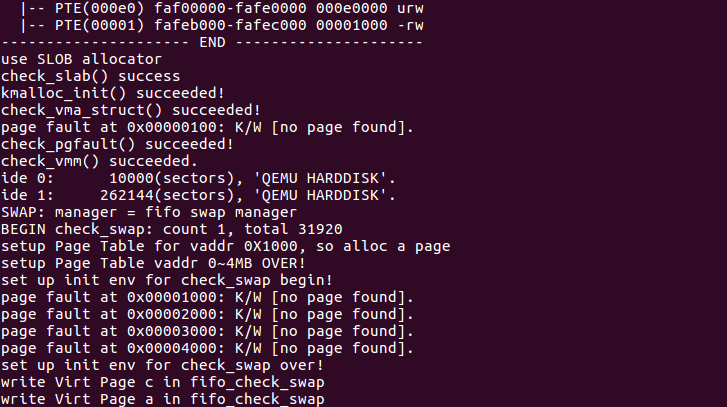 |-- PTE(000e0) faf00000-fafe0000 000e0000 urw
|-- PTE(00001) fafeb000-fafec000 00001000 -rw
-------------------- END --------------------
use SLOB allocator
check_slab() success
kmalloc_init() succeeded!
check_vma_struct() succeeded!
page fault at 0x00000100: K/W [no page found].
check_pgfault() succeeded!
check_vmm() succeeded.
ide 0:      10000(sectors), 'QEMU HARDDISK'.
ide 1:     262144(sectors), 'QEMU HARDDISK'.
SWAP: manager = fifo swap manager
BEGIN check_swap: count 1, total 31920
setup Page Table for vaddr 0X1000, so alloc a page
setup Page Table vaddr 0~4MB OVER!
set up init env for check_swap begin!
page fault at 0x00001000: K/W [no page found].
page fault at 0x00002000: K/W [no page found].
page fault at 0x00003000: K/W [no page found].
page fault at 0x00004000: K/W [no page found].
set up init env for check_swap over!
write Virt Page c in fifo_check_swap
write Virt Page a in fifo_check_swap